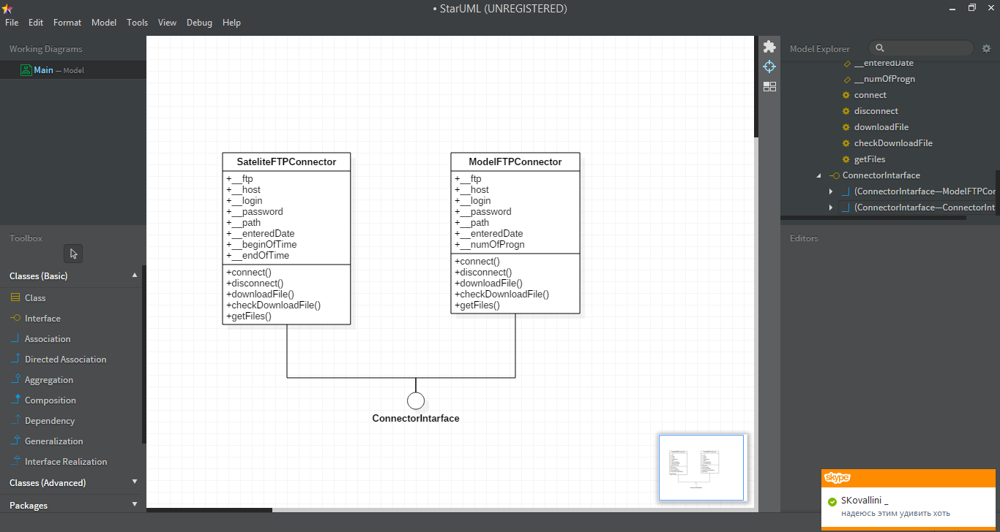 • StarUML (UNREGISTERED)
File Edit Format Model Tools View Debug Help
Working Diagrams
Main — Model
Toolbox
Classes (Basic)
Class
Interface
Association
Directed Association
Aggregation
Composition
Dependency
Generalization
Interface Realization
Classes (Advanced)
Packages
SateliteFTPConnector
+__ftp
+__host
+__login
+__password
+__path
+__enteredDate
+__beginOfTime
+__endOfTime
+connect()
+disconnect()
+downloadFile()
+checkDownloadFile()
+getFiles()
ModelFTPConnector
+__ftp
+__host
+__login
+__password
+__path
+__enteredDate
+__numOfProgn
+connect()
+disconnect()
+downloadFile()
+checkDownloadFile()
+getFiles()
ConnectorIntarface
Model Explorer
__enteredDate
__numOfProgn
connect
disconnect
downloadFile
checkDownloadFile
getFiles
ConnectorIntarface
(ConnectorIntarface—ModelFTPCor
(ConnectorIntarface—ConnectorInt
Editors
skype
SKovallini _
надеюсь этим удивить хоть